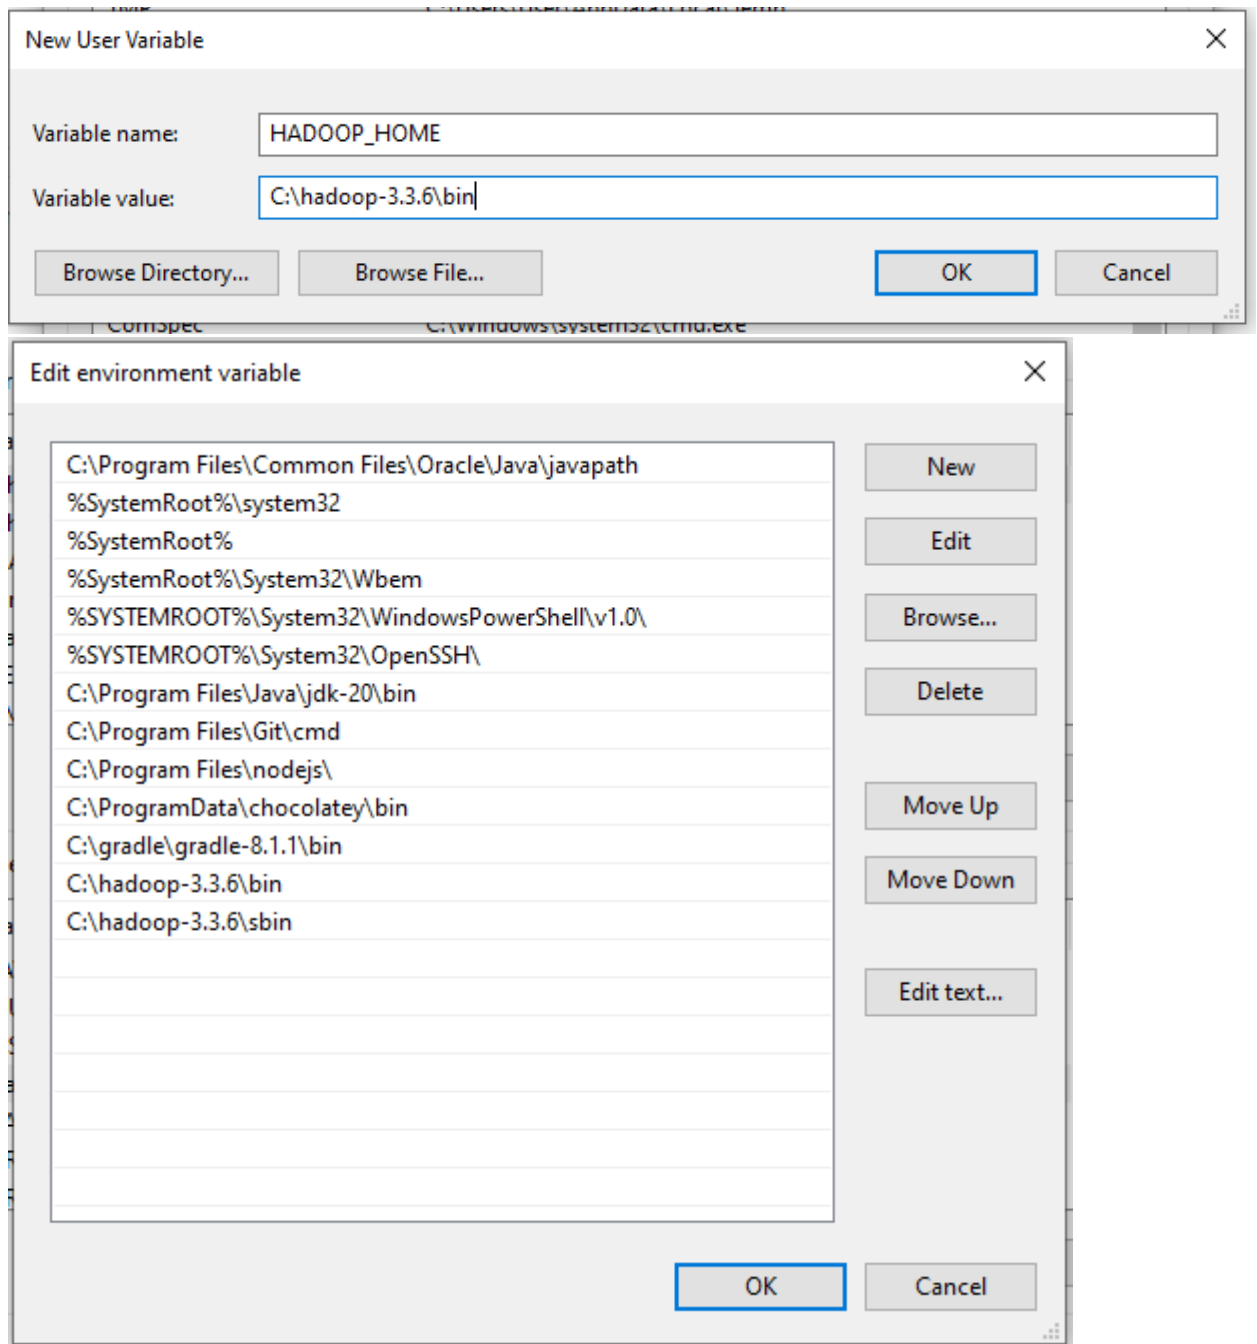 New User Variable
Variable name: HADOOP_HOME
Variable value: C:\hadoop-3.3.6\bin
Browse Directory... Browse File... OK Cancel
ComSpec C:\Windows\system32\cmd.exe
Edit environment variable
C:\Program Files\Common Files\Oracle\Java\javapath New
%SystemRoot%\system32
%SystemRoot% Edit
%SystemRoot%\System32\Wbem
%SYSTEMROOT%\System32\WindowsPowerShell\v1.0\ Browse...
%SYSTEMROOT%\System32\OpenSSH\
C:\Program Files\Java\jdk-20\bin Delete
C:\Program Files\Git\cmd
C:\Program Files\nodejs\
C:\ProgramData\chocolatey\bin Move Up
C:\gradle\gradle-8.1.1\bin
C:\hadoop-3.3.6\bin Move Down
C:\hadoop-3.3.6\sbin
Edit text...
OK Cancel